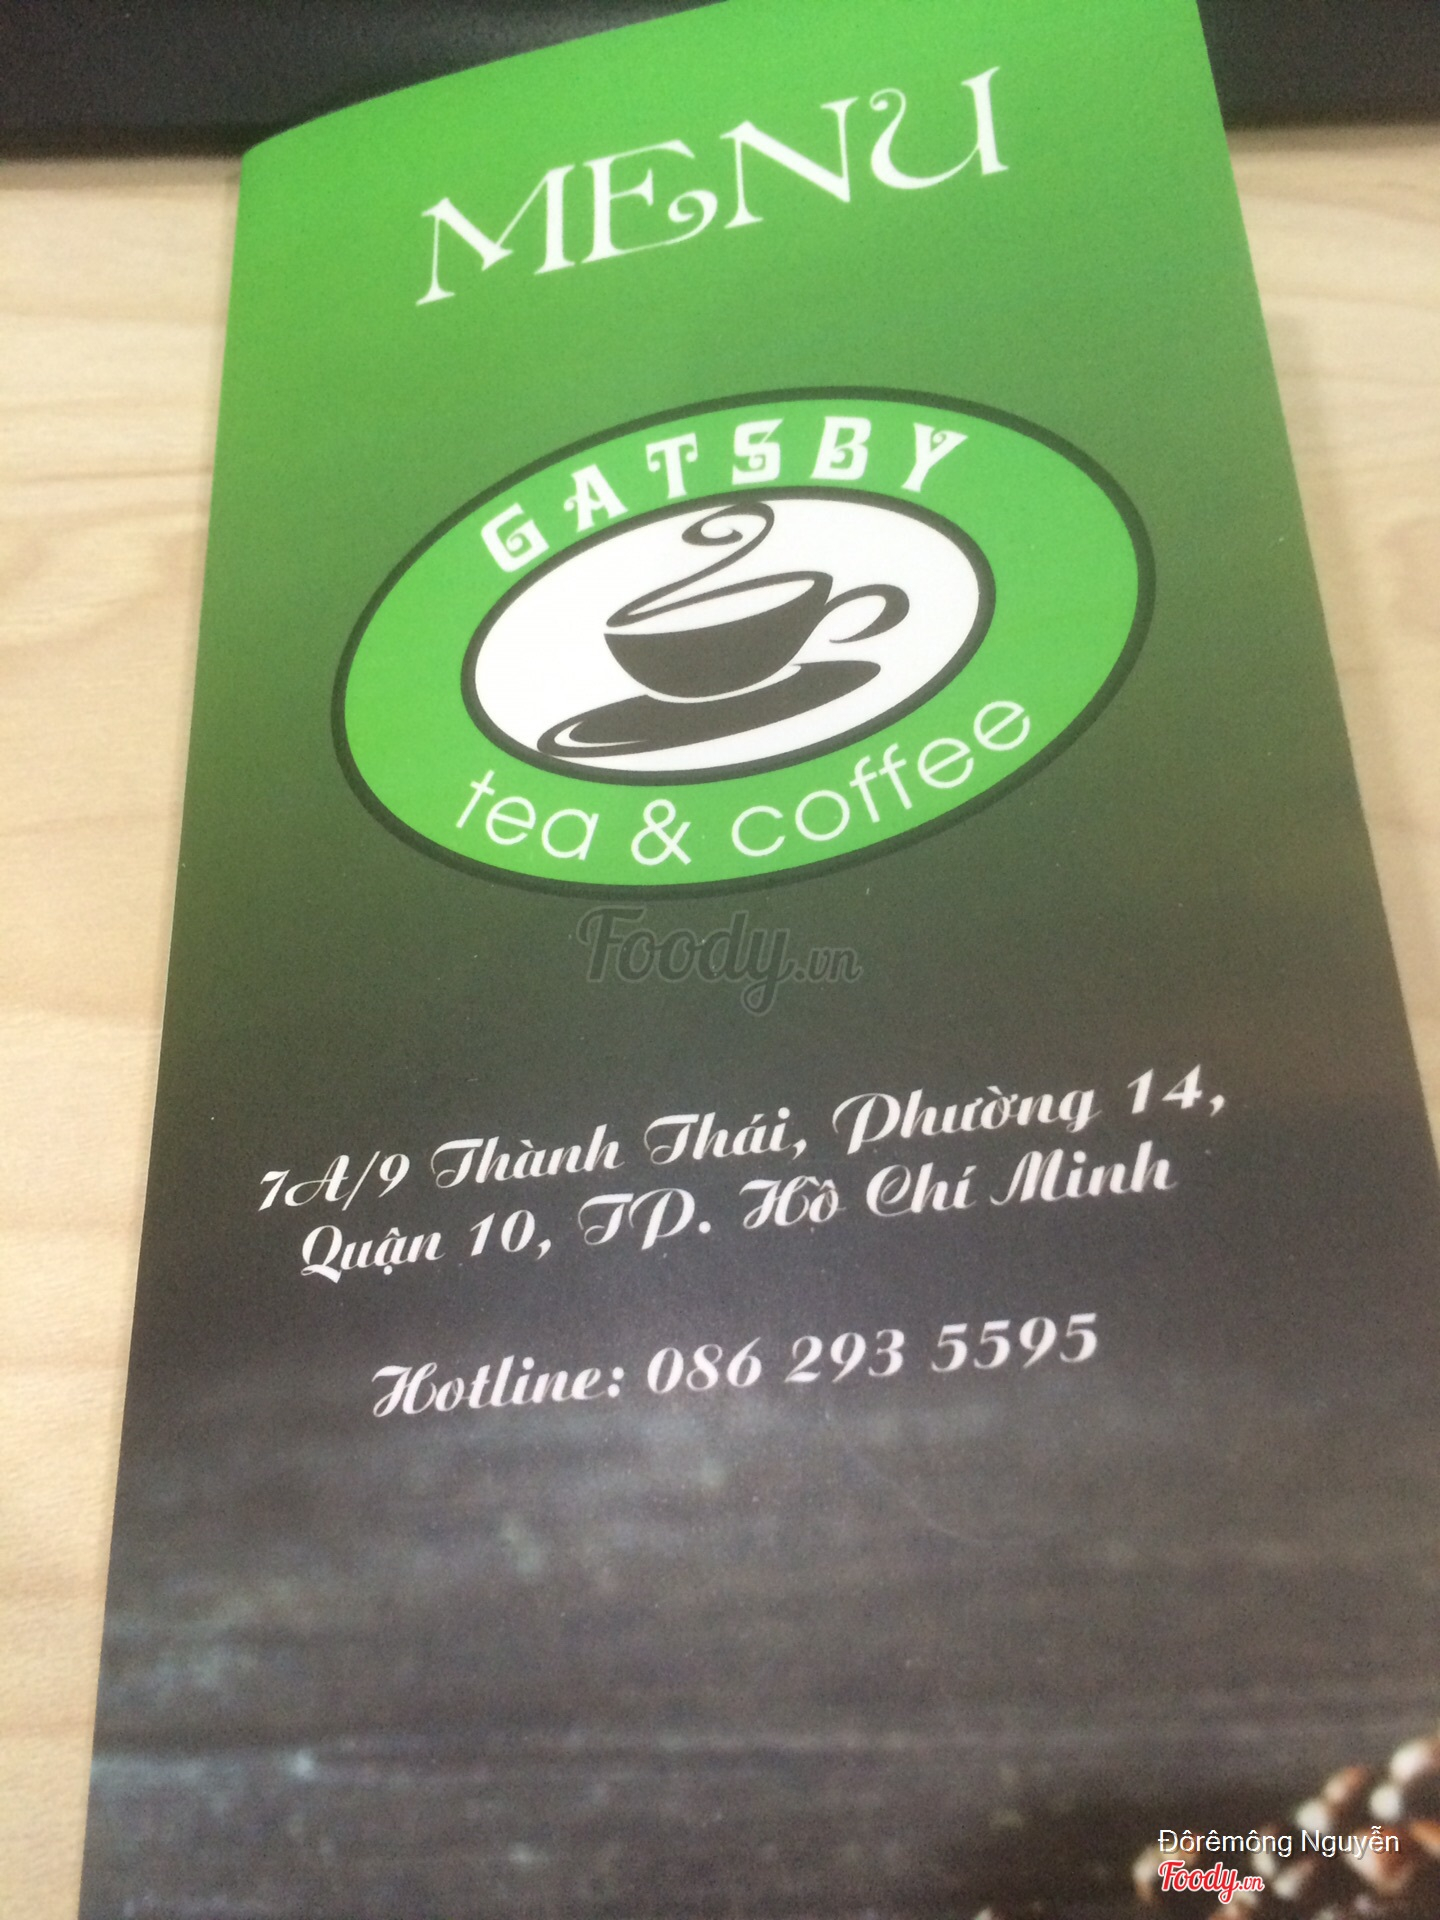 MENU
GATSBY
tea & coffee
Foody.vn
7A/9 Thành Thái, Phường 14,
Quận 10, TP. Hồ Chí Minh
Hotline: 086 293 5595
Đôrêmông Nguyễn
Foody.vn